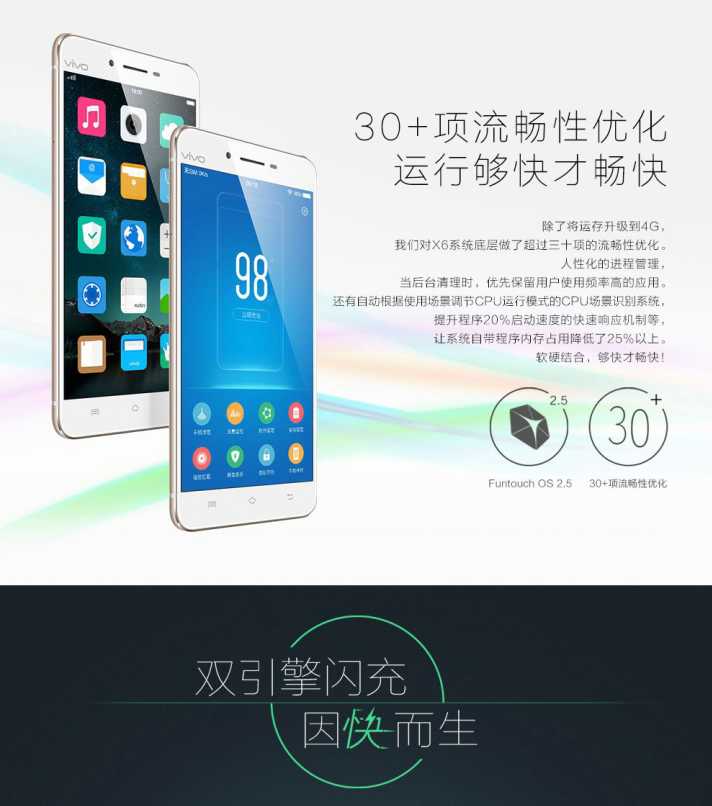 vivo
vivo
98
30+项流畅性优化
运行够快才畅快
除了将运存升级到4G，
我们对X6系统底层做了超过三十项的流畅性优化。
人性化的进程管理，
当后台清理时，优先保留用户使用频率高的应用。
还有自动根据使用场景调节CPU运行模式的CPU场景识别系统，
提升程序20%启动速度的快速响应机制等，
让系统自带程序内存占用降低了25%以上。
软硬结合，够快才畅快！
2.5
30+
Funtouch OS 2.5
30+项流畅性优化
双引擎闪充
因快而生